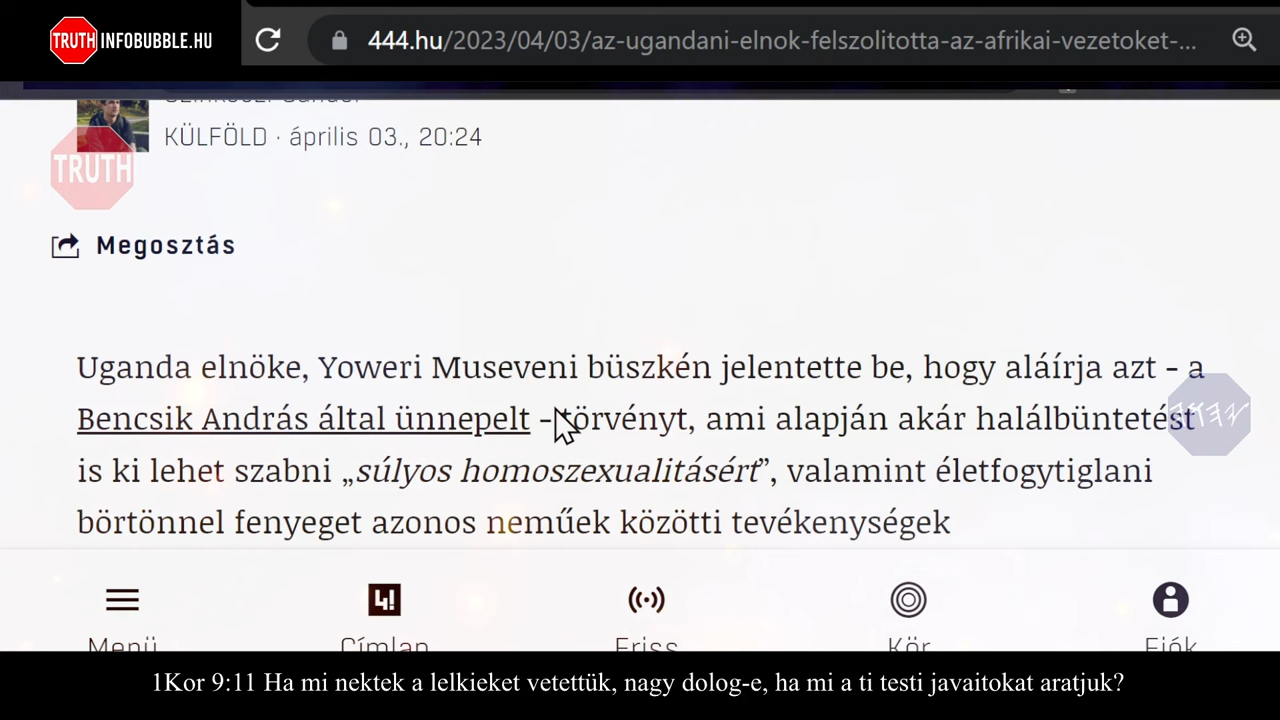 TRUTH INFOBUBBLE.HU
444.hu/2023/04/03/az-ugandani-elnok-felszolitotta-az-afrikai-vezetoket-...
KÜLFÖLD · április 03., 20:24
TRUTH
Megosztás
Uganda elnöke, Yoweri Museveni büszkén jelentette be, hogy aláírja azt - a
Bencsik András által ünnepelt - törvényt, ami alapján akár halálbüntetést
is ki lehet szabni „súlyos homoszexualitásért”, valamint életfogytiglani
börtönnel fenyeget azonos neműek közötti tevékenységek
4!
Menü Címlap Friss Kör Fiók
1Kor 9:11 Ha mi nektek a lelkieket vetettük, nagy dolog-e, ha mi a ti testi javaitokat aratjuk?